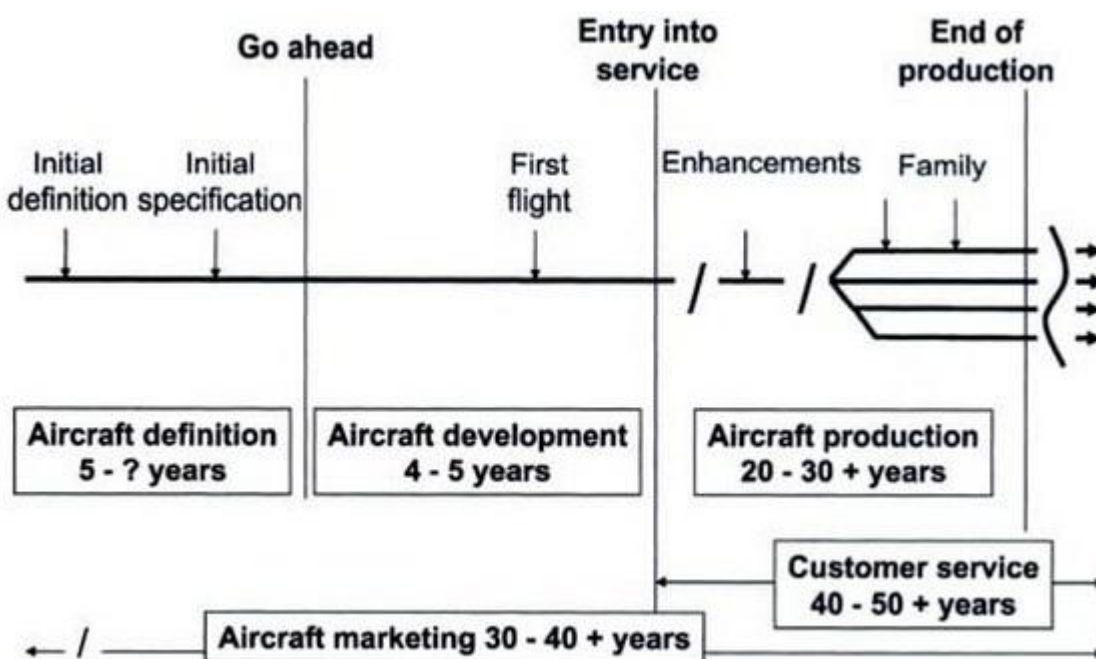 Go ahead
Entry into
service
End of
production
Initial
definition
Initial
specification
First
flight
Enhancements
Family
Aircraft definition
5 - ? years
Aircraft development
4 - 5 years
Aircraft production
20 - 30 + years
Customer service
40 - 50 + years
Aircraft marketing 30 - 40 + years